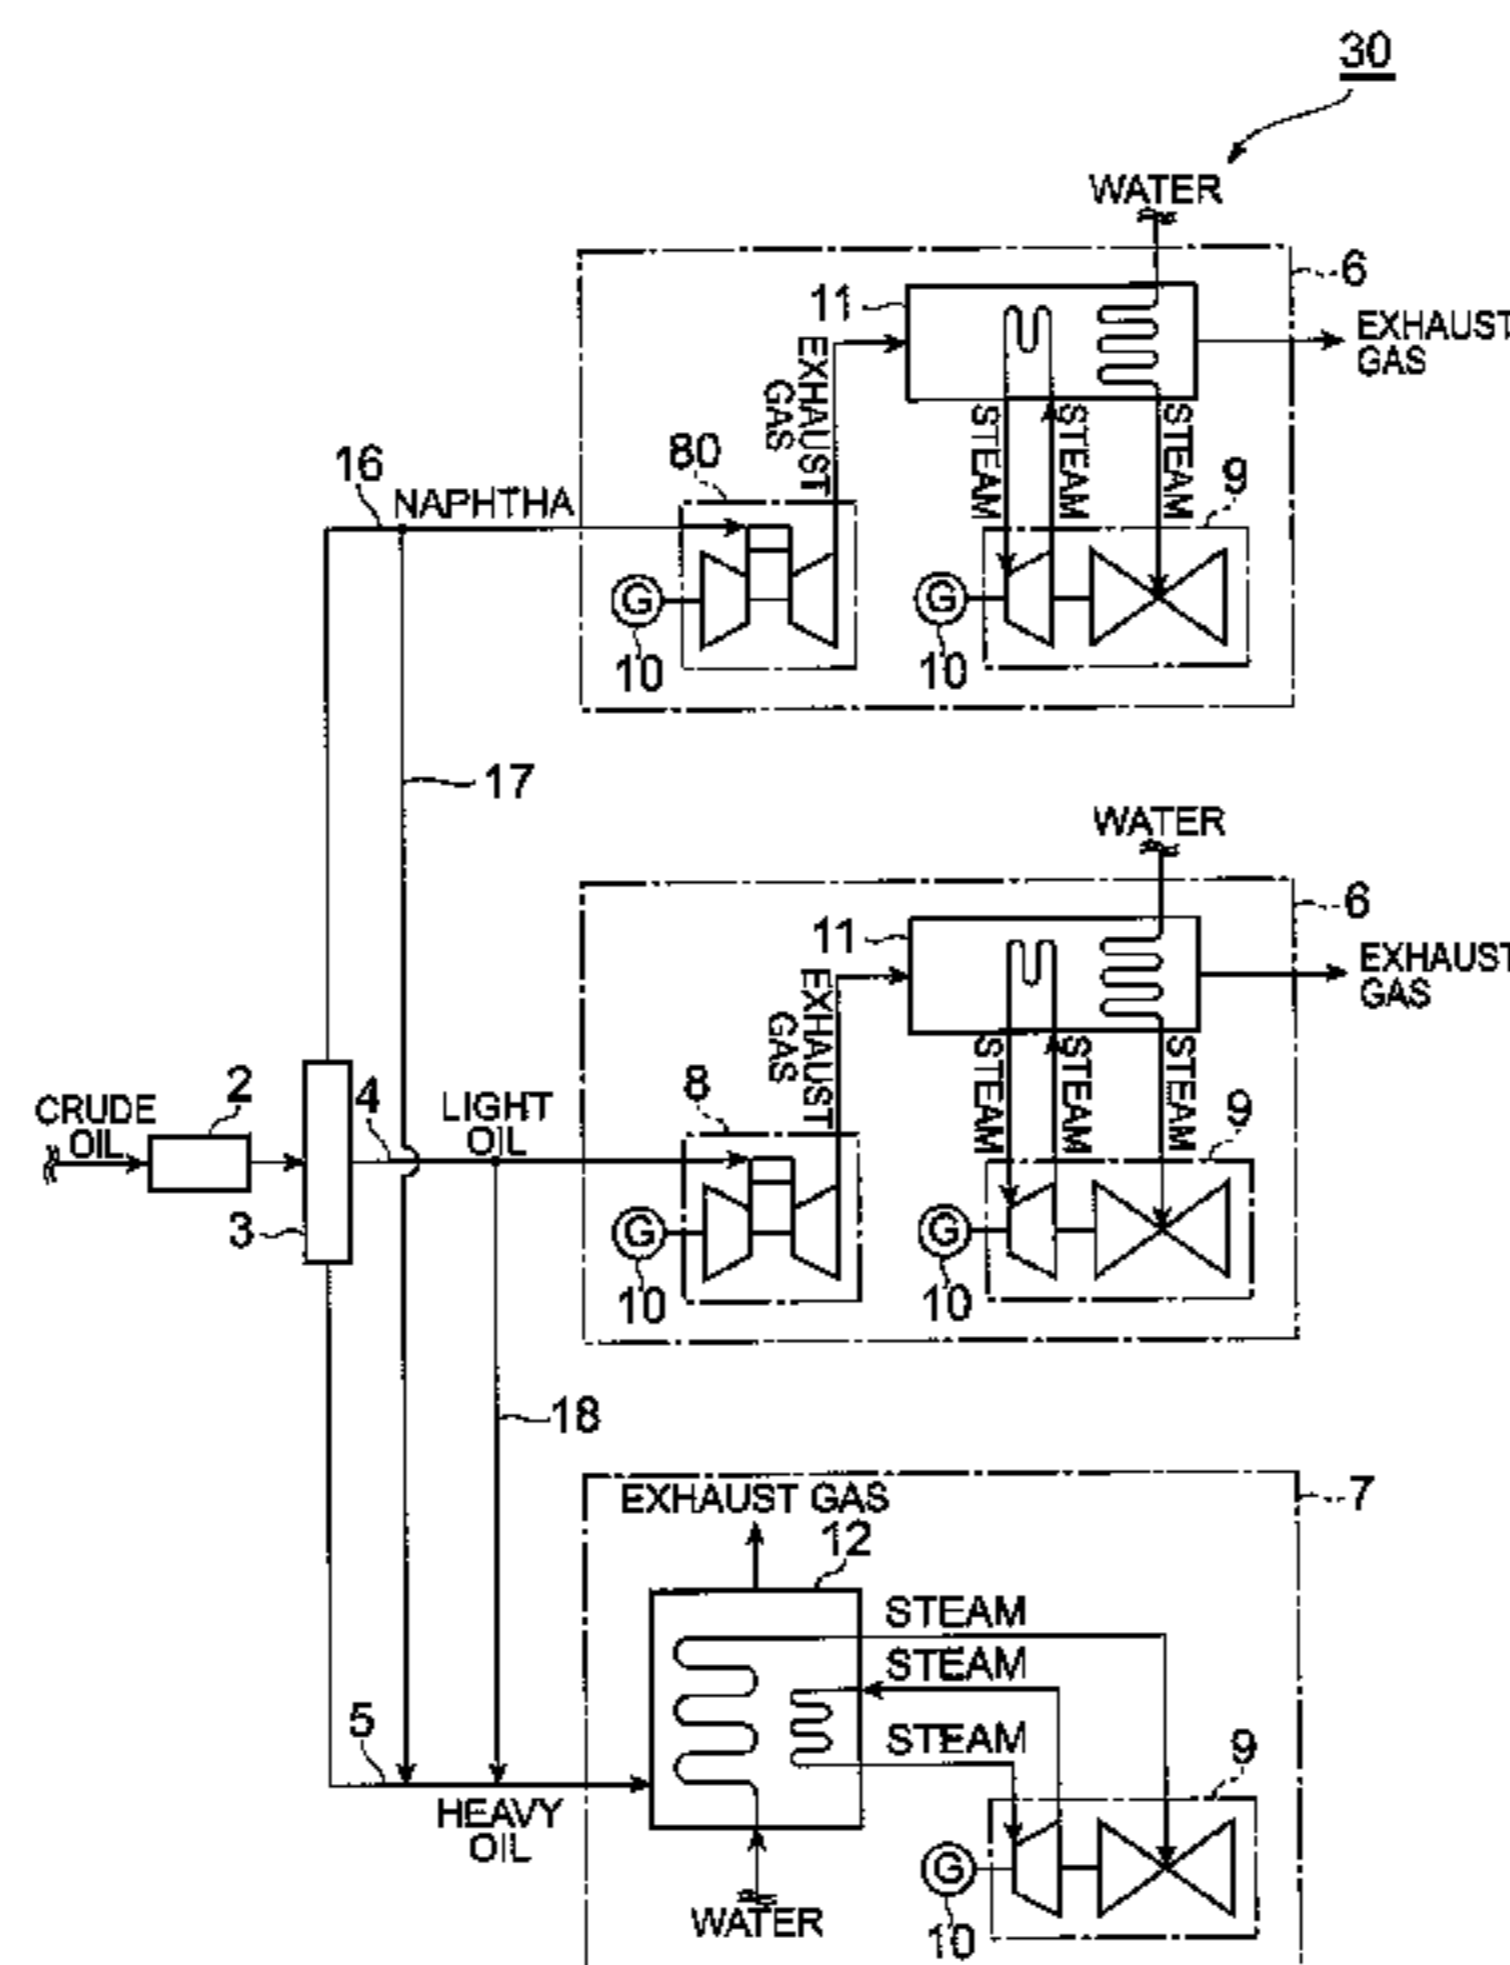 30
WATER
6
11
EXHAUST
GAS
EXHAUST
GAS
STEAM
STEAM
STEAM
80
9
16
NAPHTHA
G
G
10
10
17
WATER
6
11
EXHAUST
GAS
EXHAUST
GAS
STEAM
STEAM
STEAM
8
9
2
4
LIGHT
OIL
CRUDE
OIL
3
G
G
10
10
18
7
EXHAUST GAS
12
STEAM
STEAM
STEAM
5
9
HEAVY
OIL
G
WATER
10